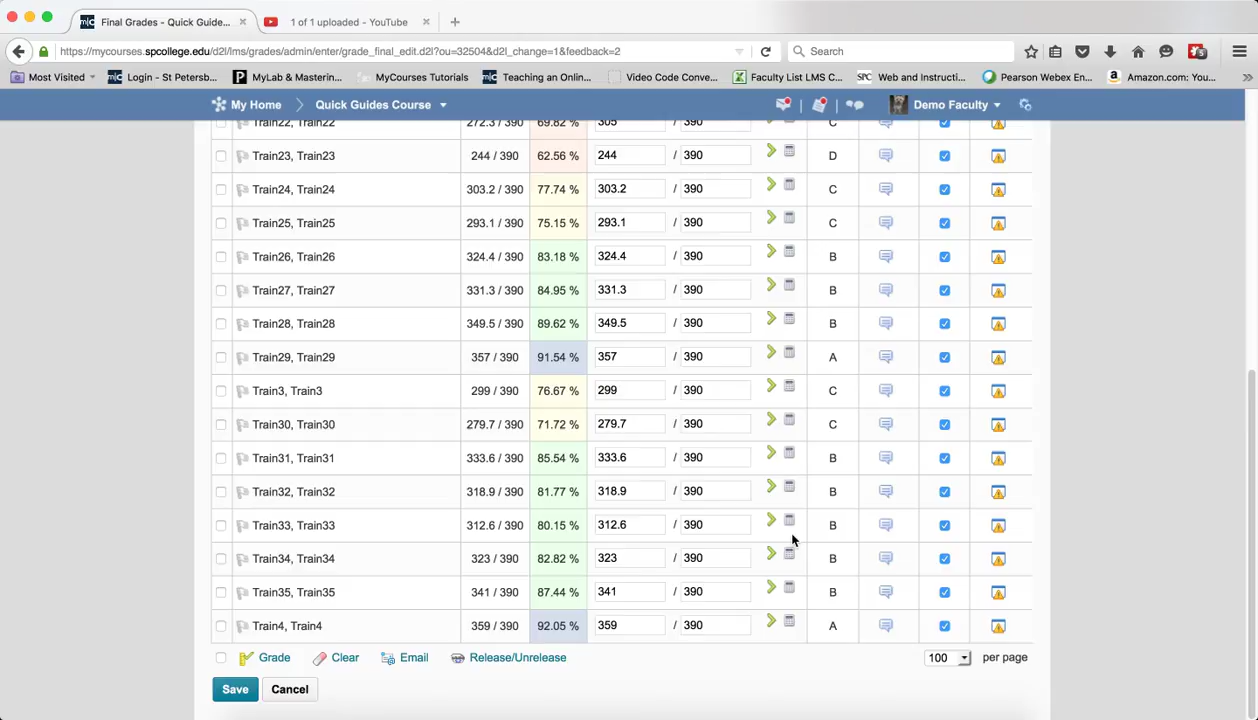 Final Grades - Quick Guide...
1 of 1 uploaded - YouTube
https://mycourses.spcollege.edu/d2l/lms/grades/admin/enter/grade_final_edit.d2l?ou=32504&d2l_change=1&feedback=2
Search
Most Visited
Login - St Petersb...
MyLab & Masterin...
MyCourses Tutorials
Teaching an Onlin...
Video Code Conve...
Faculty List LMS C...
Web and Instructi...
Pearson Webex En...
Amazon.com: You...
My Home
Quick Guides Course
Demo Faculty
Train22, Train22 272.3 / 390 69.82 % 305 / 390 C
Train23, Train23 244 / 390 62.56 % 244 / 390 D
Train24, Train24 303.2 / 390 77.74 % 303.2 / 390 C
Train25, Train25 293.1 / 390 75.15 % 293.1 / 390 C
Train26, Train26 324.4 / 390 83.18 % 324.4 / 390 B
Train27, Train27 331.3 / 390 84.95 % 331.3 / 390 B
Train28, Train28 349.5 / 390 89.62 % 349.5 / 390 B
Train29, Train29 357 / 390 91.54 % 357 / 390 A
Train3, Train3 299 / 390 76.67 % 299 / 390 C
Train30, Train30 279.7 / 390 71.72 % 279.7 / 390 C
Train31, Train31 333.6 / 390 85.54 % 333.6 / 390 B
Train32, Train32 318.9 / 390 81.77 % 318.9 / 390 B
Train33, Train33 312.6 / 390 80.15 % 312.6 / 390 B
Train34, Train34 323 / 390 82.82 % 323 / 390 B
Train35, Train35 341 / 390 87.44 % 341 / 390 B
Train4, Train4 359 / 390 92.05 % 359 / 390 A
Grade Clear Email Release/Unrelease 100 per page
Save Cancel